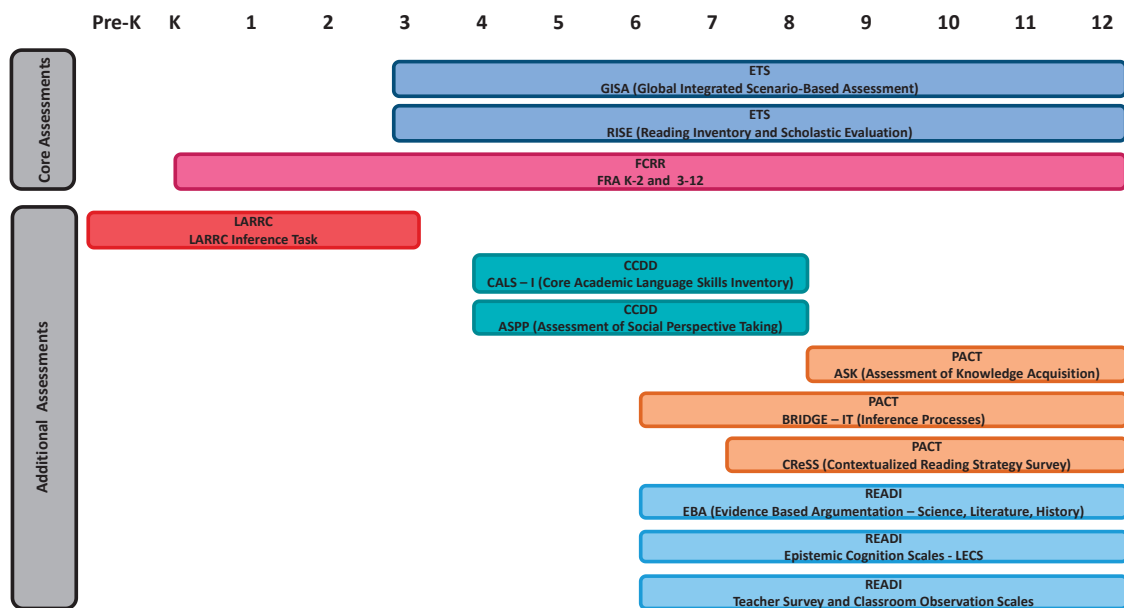 Pre-K K 1 2 3 4 5 6 7 8 9 10 11 12
Core Assessments
ETS
GISA (Global Integrated Scenario-Based Assessment)
ETS
RISE (Reading Inventory and Scholastic Evaluation)
FCRR
FRA K-2 and 3-12
Additional Assessments
LARRC
LARRC Inference Task
CCDD
CALS – I (Core Academic Language Skills Inventory)
CCDD
ASPP (Assessment of Social Perspective Taking)
PACT
ASK (Assessment of Knowledge Acquisition)
PACT
BRIDGE – IT (Inference Processes)
PACT
CReSS (Contextualized Reading Strategy Survey)
READI
EBA (Evidence Based Argumentation – Science, Literature, History)
READI
Epistemic Cognition Scales - LECS
READI
Teacher Survey and Classroom Observation Scales